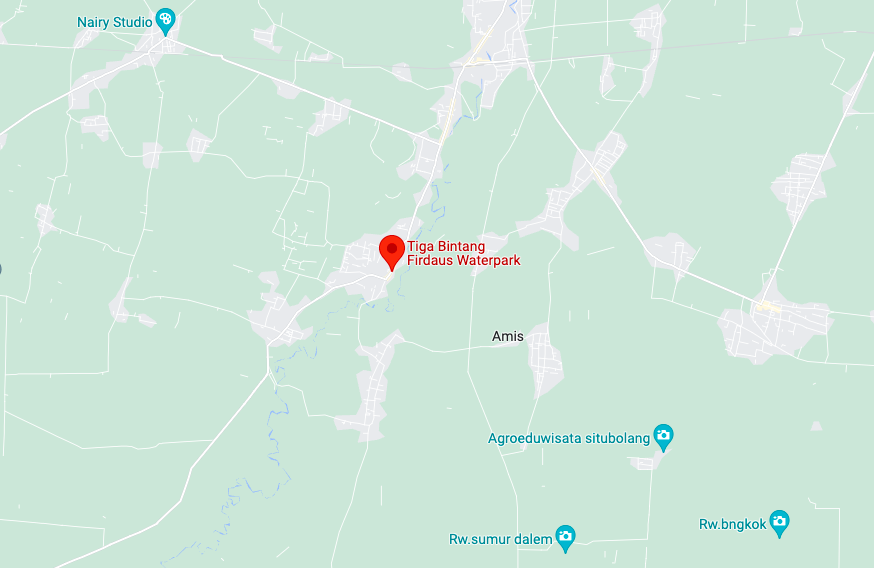 Nairy Studio
Tiga Bintang
Firdaus Waterpark
Amis
Agroeduwisata situbolang
Rw.bngkok
Rw.sumur dalem